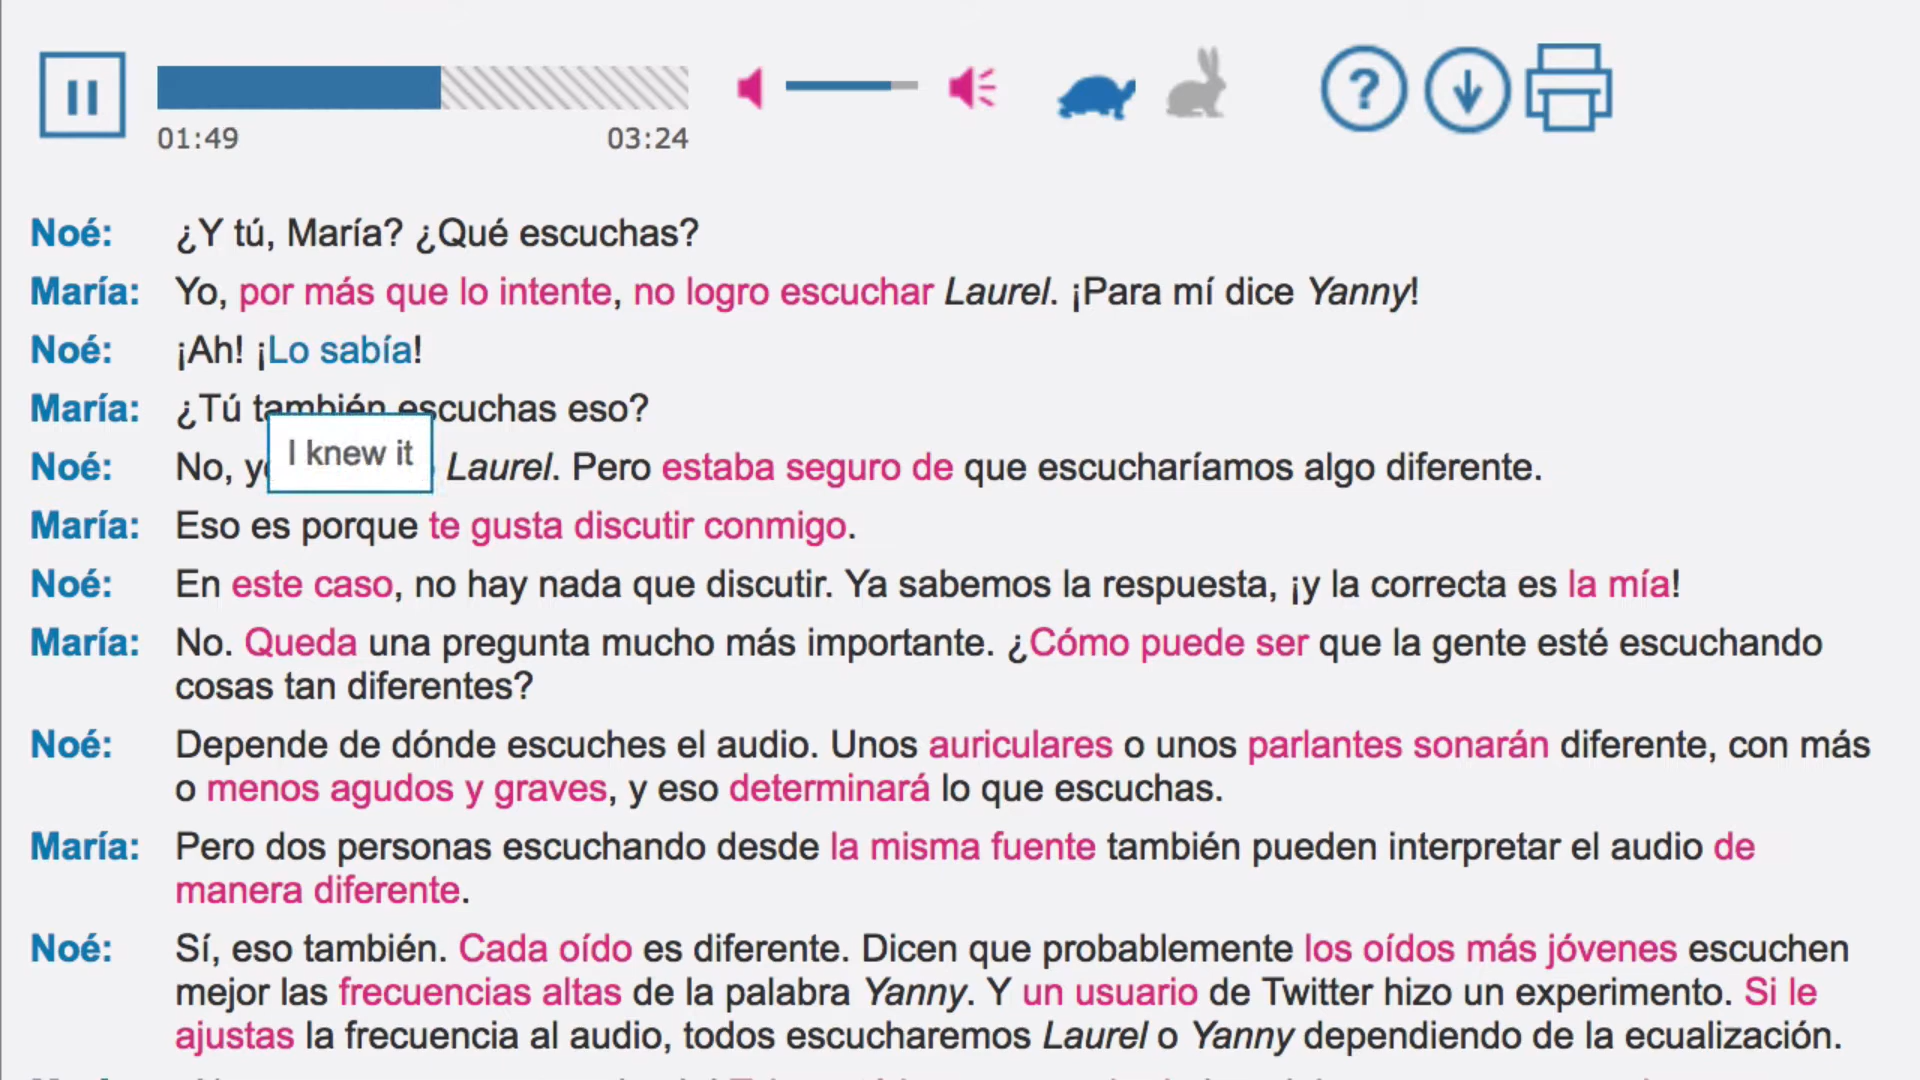 01:49 03:24
Noé: ¿Y tú, María? ¿Qué escuchas?
María: Yo, por más que lo intente, no logro escuchar Laurel. ¡Para mí dice Yanny!
Noé: ¡Ah! ¡Lo sabía!
María: ¿Tú también escuchas eso?
I knew it
Noé: No, Laurel. Pero estaba seguro de que escucharíamos algo diferente.
María: Eso es porque te gusta discutir conmigo.
Noé: En este caso, no hay nada que discutir. Ya sabemos la respuesta, ¡y la correcta es la mía!
María: No. Queda una pregunta mucho más importante. ¿Cómo puede ser que la gente esté escuchando
cosas tan diferentes?
Noé: Depende de dónde escuches el audio. Unos auriculares o unos parlantes sonarán diferente, con más
o menos agudos y graves, y eso determinará lo que escuchas.
María: Pero dos personas escuchando desde la misma fuente también pueden interpretar el audio de
manera diferente.
Noé: Sí, eso también. Cada oído es diferente. Dicen que probablemente los oídos más jóvenes escuchen
mejor las frecuencias altas de la palabra Yanny. Y un usuario de Twitter hizo un experimento. Si le
ajustas la frecuencia al audio, todos escucharemos Laurel o Yanny dependiendo de la ecualización.